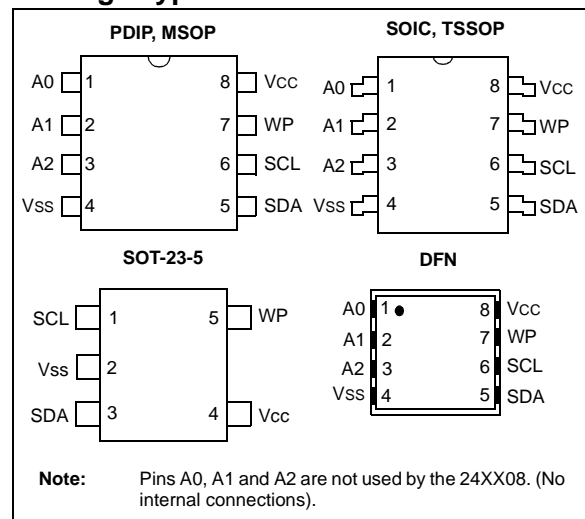 PDIP, MSOP
A0 1 8 VCC
A1 2 7 WP
A2 3 6 SCL
VSS 4 5 SDA
SOIC, TSSOP
A0 1 8 VCC
A1 2 7 WP
A2 3 6 SCL
VSS 4 5 SDA
SOT-23-5
SCL 1 5 WP
Vss 2
SDA 3 4 Vcc
DFN
A0 1 8 VCC
A1 2 7 WP
A2 3 6 SCL
VSS 4 5 SDA
Note: Pins A0, A1 and A2 are not used by the 24XX08. (No
internal connections).